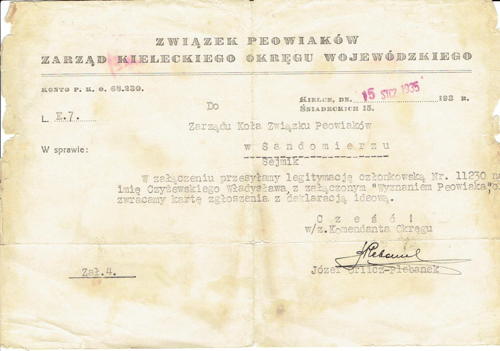 ZWIĄZEK PEOWIAKÓW
ZARZĄD KIELECKIEGO OKRĘGU WOJEWÓDZKIEGO
KONTO P. K. O. 68.230.
KIELCE, DN. 15 STY 1935 193 R
ŚNIADECKICH 15.
L. E.7.
Do
Zarządu Koła Związku Peowiaków
w Sandomierzu
Sejmik
W sprawie:
W załączeniu przesyłamy legitymację członkowską Nr. 11230 na
imię Czyżewskiego Władysława, z załączonym "Wyznaniem Peowiaka,"
zwracamy kartę zgłoszenia z deklaracją ideową.
Cześć!
w/z.Komendanta Okręgu
Józef Orlicz-Plebanek
Zał.4.